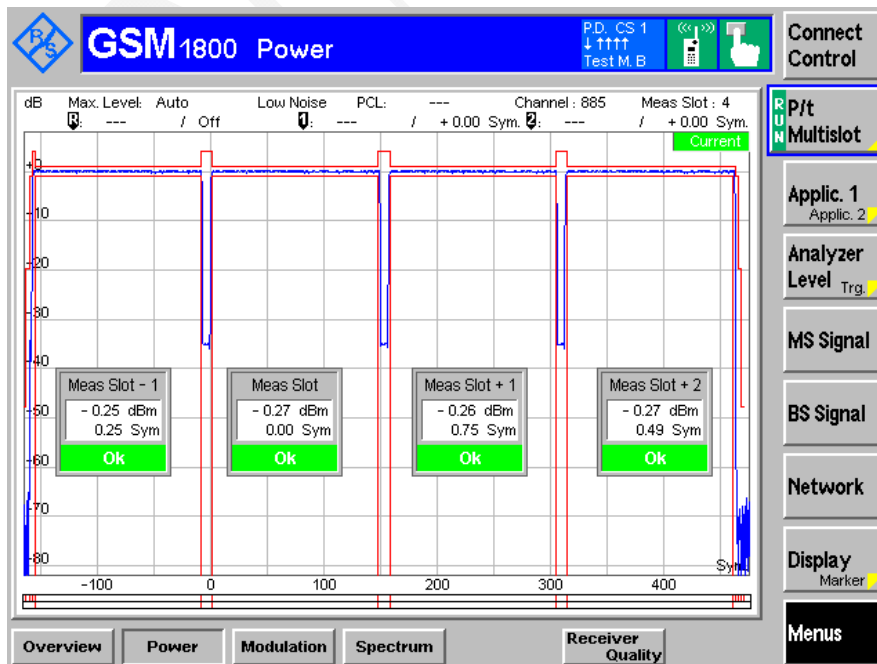 R/S
GSM1800 Power
P.D. CS 1
↓ ↑↑↑↑
Test M. B
Connect Control
dB Max. Level: Auto Low Noise PCL: --- Channel : 885 Meas Slot : 4
R: --- / Off 1: --- / + 0.00 Sym. 2: --- / + 0.00 Sym.
Current
RUN
P/t Multislot
Applic. 1
Applic. 2
Analyzer Level Trg.
MS Signal
BS Signal
Network
Display
Marker
Menus
+0
-10
-20
-30
-40
-50
-60
-70
-80
Meas Slot - 1
- 0.25 dBm
0.25 Sym
Ok
Meas Slot
- 0.27 dBm
0.00 Sym
Ok
Meas Slot + 1
- 0.26 dBm
0.75 Sym
Ok
Meas Slot + 2
- 0.27 dBm
0.49 Sym
Ok
-100 0 100 200 300 400
Overview Power Modulation Spectrum Receiver Quality